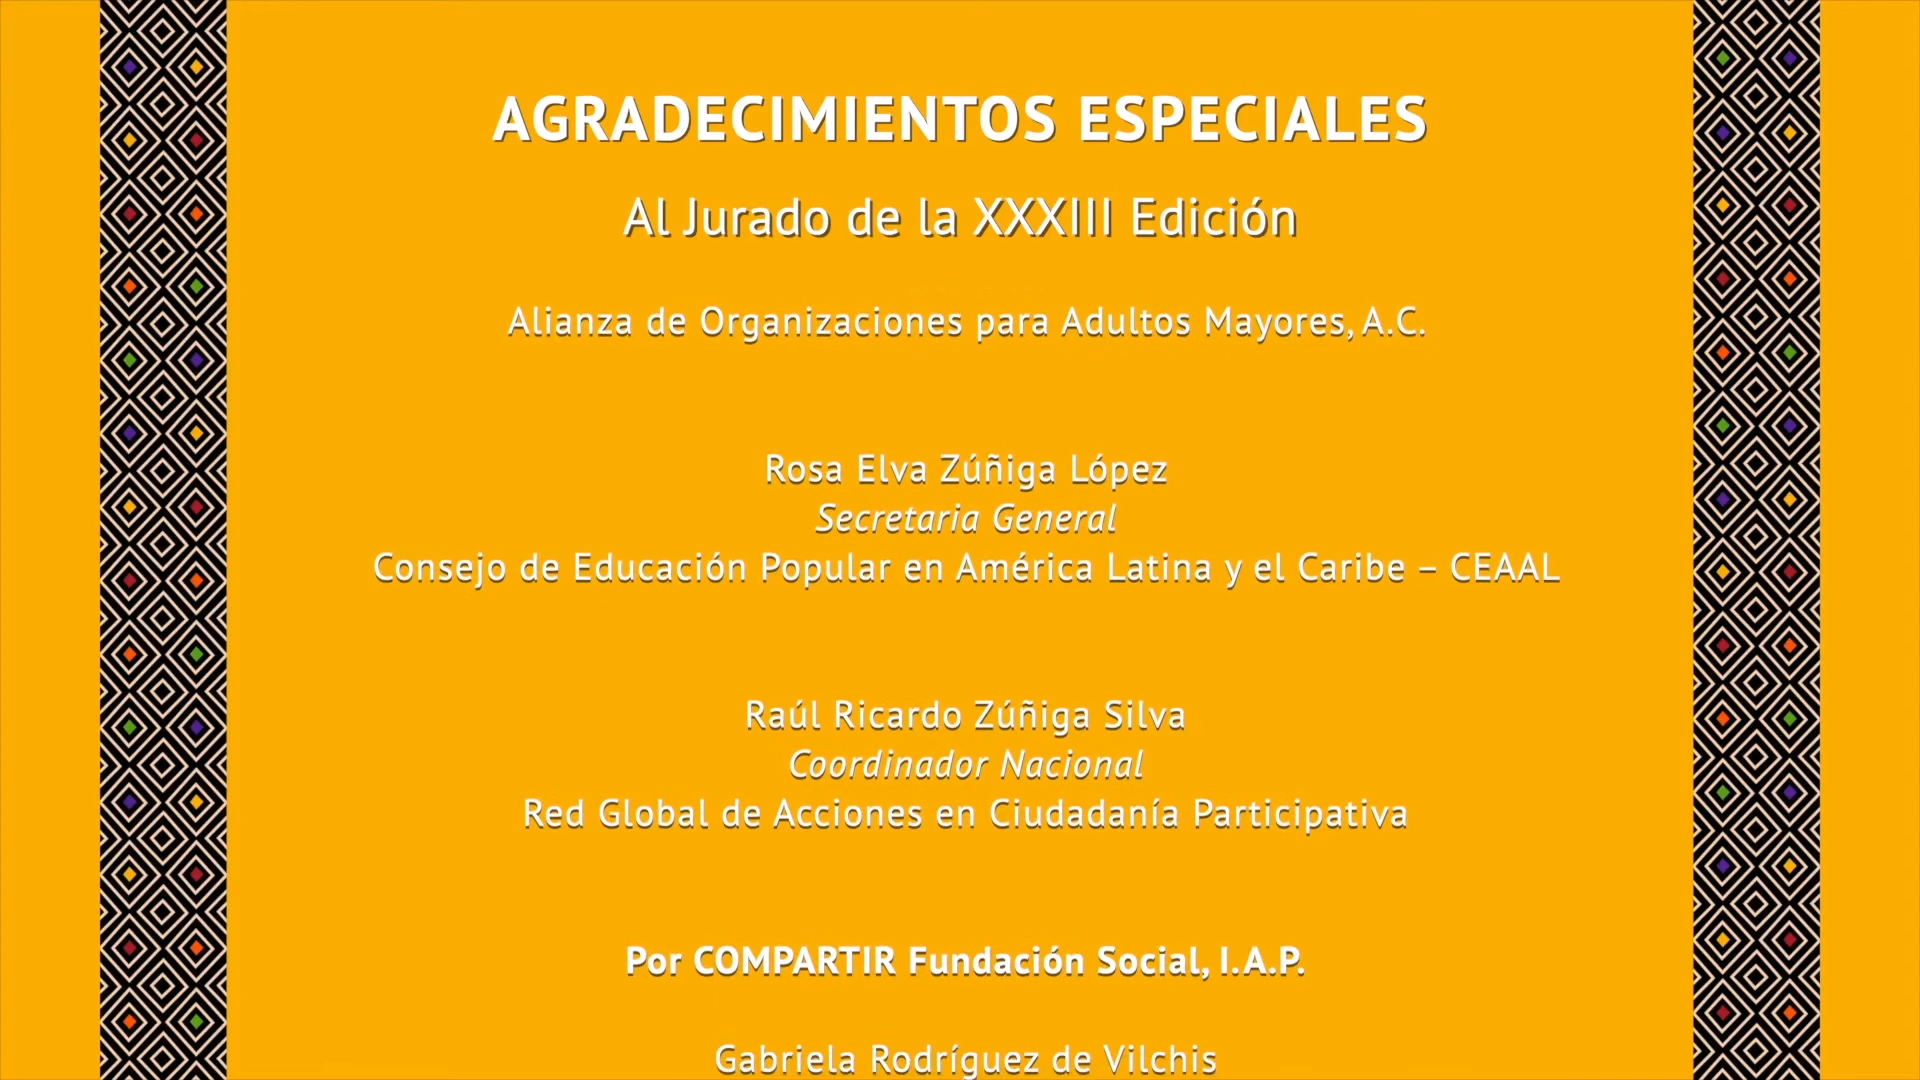 AGRADECIMIENTOS ESPECIALES
Al Jurado de la XXXIII Edición
Alianza de Organizaciones para Adultos Mayores, A.C.
Rosa Elva Zúñiga López
Secretaria General
Consejo de Educación Popular en América Latina y el Caribe – CEAAL
Raúl Ricardo Zúñiga Silva
Coordinador Nacional
Red Global de Acciones en Ciudadanía Participativa
Por COMPARTIR Fundación Social, I.A.P.
Gabriela Rodríguez de Vilchis